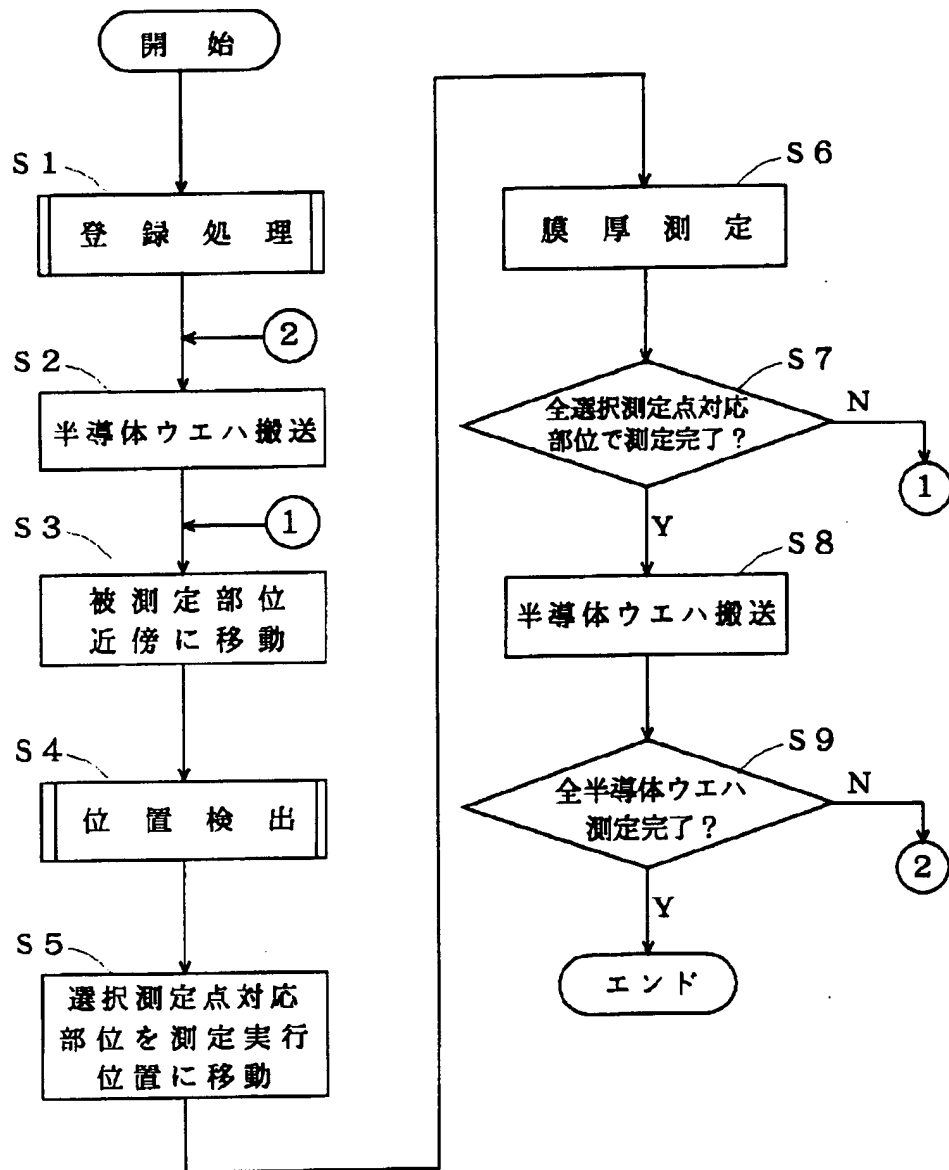 開始
S1
登録処理
②
S2
半導体ウエハ搬送
①
S3
被測定部位
近傍に移動
S4
位置検出
S5
選択測定点対応
部位を測定実行
位置に移動
S6
膜厚測定
S7
全選択測定点対応
部位で測定完了?
N
①
Y
S8
半導体ウエハ搬送
S9
全半導体ウエハ
測定完了?
N
②
Y
エンド